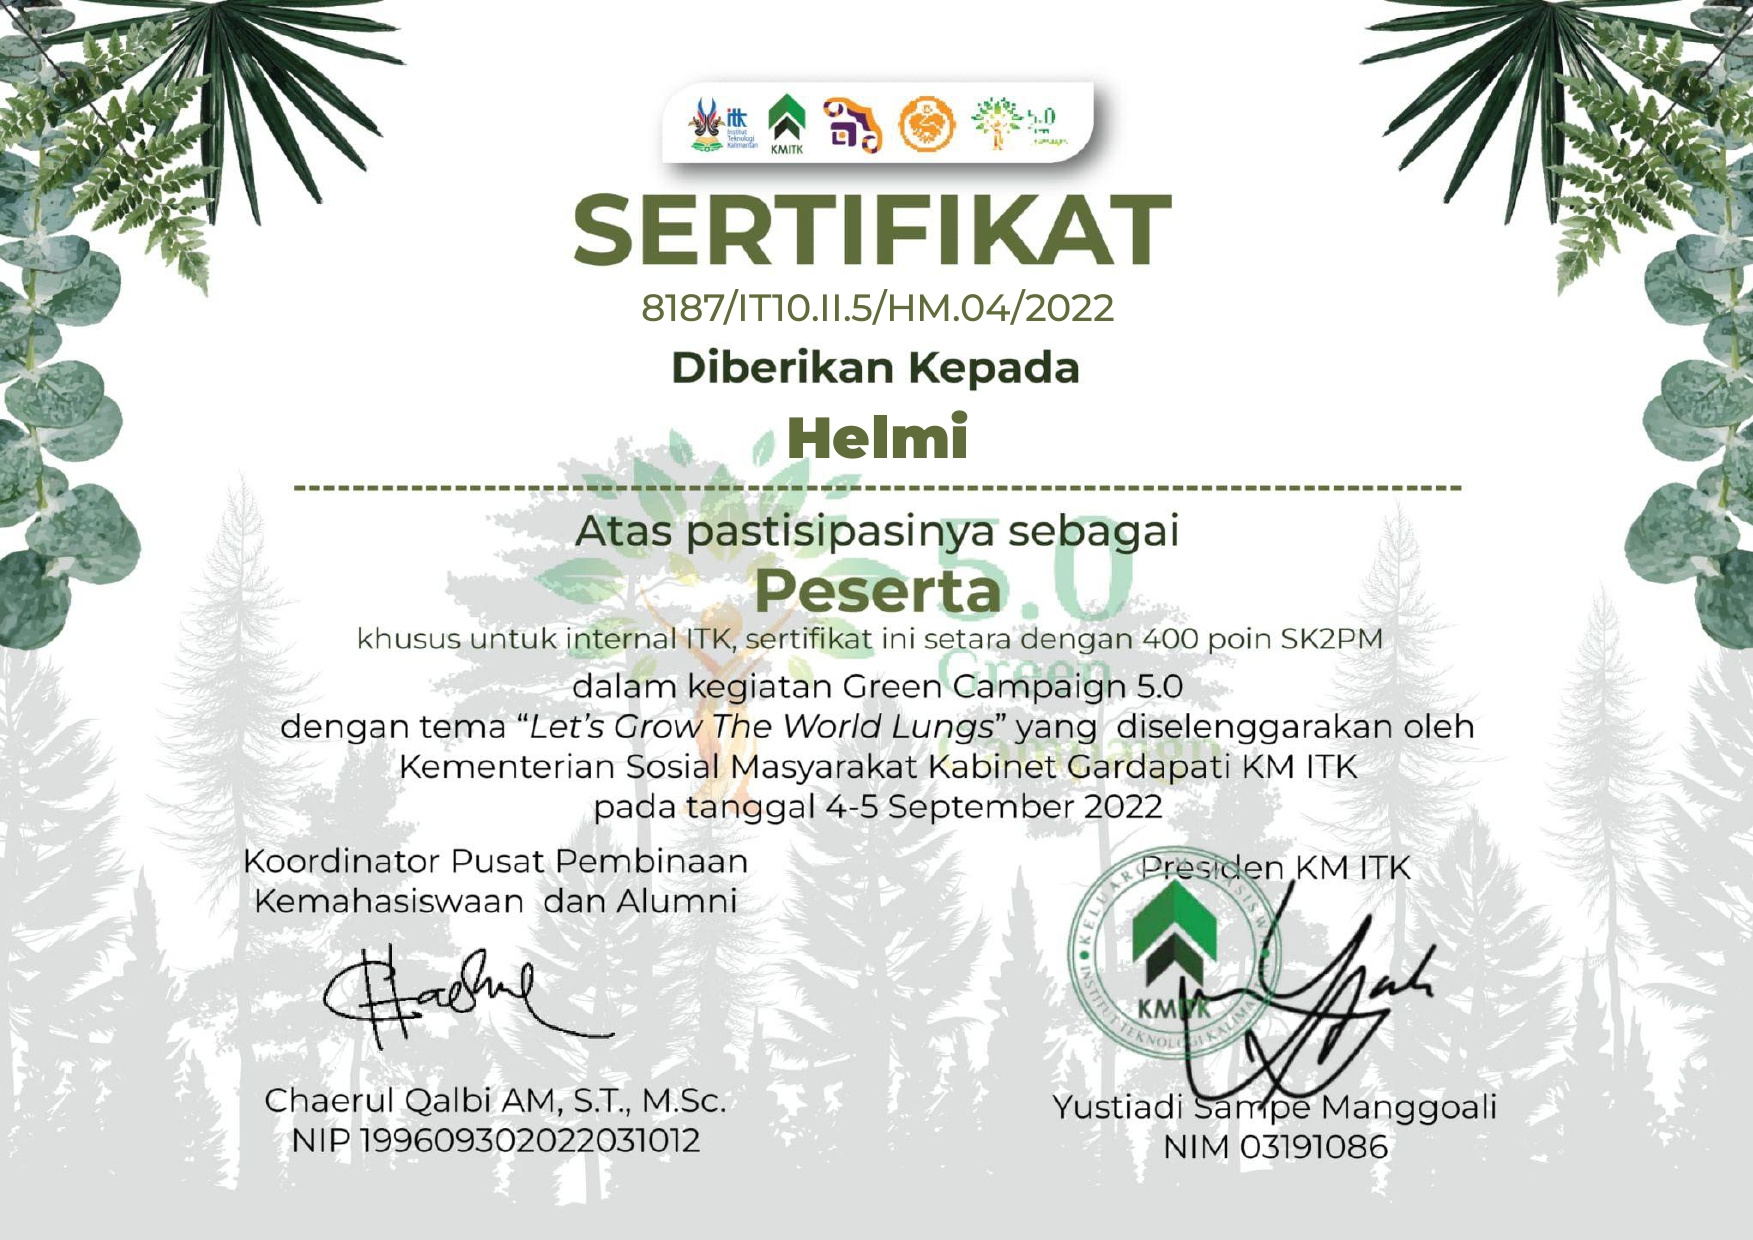 itk
Institut
Teknologi
Kalimantan
KMITK
5.0
SERTIFIKAT
8187/IT10.II.5/HM.04/2022
Diberikan Kepada
Helmi
Atas pastisipasinya sebagai
Peserta
khusus untuk internal ITK, sertifikat ini setara dengan 400 poin SK2PM
dalam kegiatan Green Campaign 5.0
dengan tema “Let’s Grow The World Lungs” yang diselenggarakan oleh
Kementerian Sosial Masyarakat Kabinet Gardapati KM ITK
pada tanggal 4-5 September 2022
5.0
Green
Campaign
Koordinator Pusat Pembinaan
Kemahasiswaan dan Alumni
Chaerul Qalbi AM, S.T., M.Sc.
NIP 199609302022031012
Presiden KM ITK
KMITK
INSTITUT TEKNOLOGI
Yustiadi Sampe Manggoali
NIM 03191086